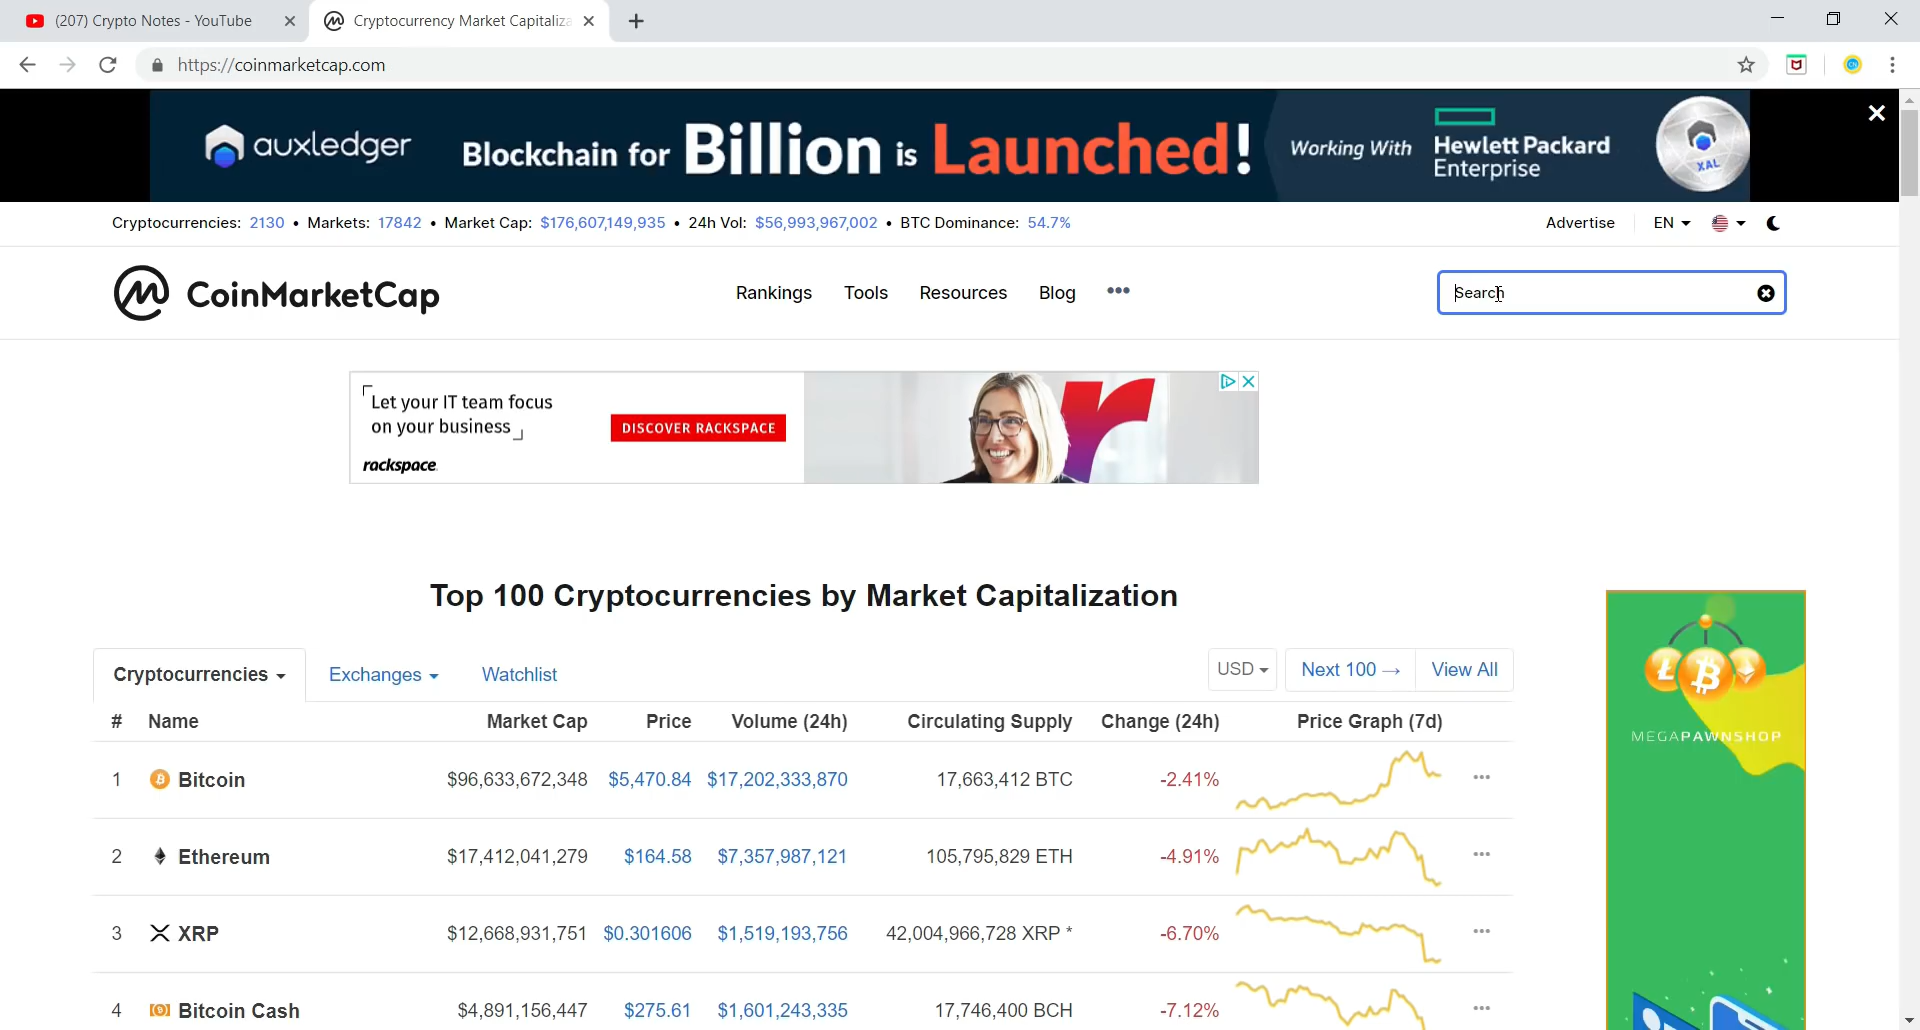 (207) Crypto Notes - YouTube
Cryptocurrency Market Capitaliza
https://coinmarketcap.com
auxledger Blockchain for Billion is Launched! Working With Hewlett Packard Enterprise XAL
Cryptocurrencies: 2130 • Markets: 17842 • Market Cap: $176,607,149,935 • 24h Vol: $56,993,967,002 • BTC Dominance: 54.7%
Advertise EN
CoinMarketCap
Rankings Tools Resources Blog •••
Search
Let your IT team focus
on your business
rackspace
DISCOVER RACKSPACE
r
Top 100 Cryptocurrencies by Market Capitalization
Cryptocurrencies Exchanges Watchlist
USD Next 100 → View All
# Name Market Cap Price Volume (24h) Circulating Supply Change (24h) Price Graph (7d)
1 Bitcoin $96,633,672,348 $5,470.84 $17,202,333,870 17,663,412 BTC -2.41%
2 Ethereum $17,412,041,279 $164.58 $7,357,987,121 105,795,829 ETH -4.91%
3 XRP $12,668,931,751 $0.301606 $1,519,193,756 42,004,966,728 XRP * -6.70%
4 Bitcoin Cash $4,891,156,447 $275.61 $1,601,243,335 17,746,400 BCH -7.12%
MEGAPAWNSHOP